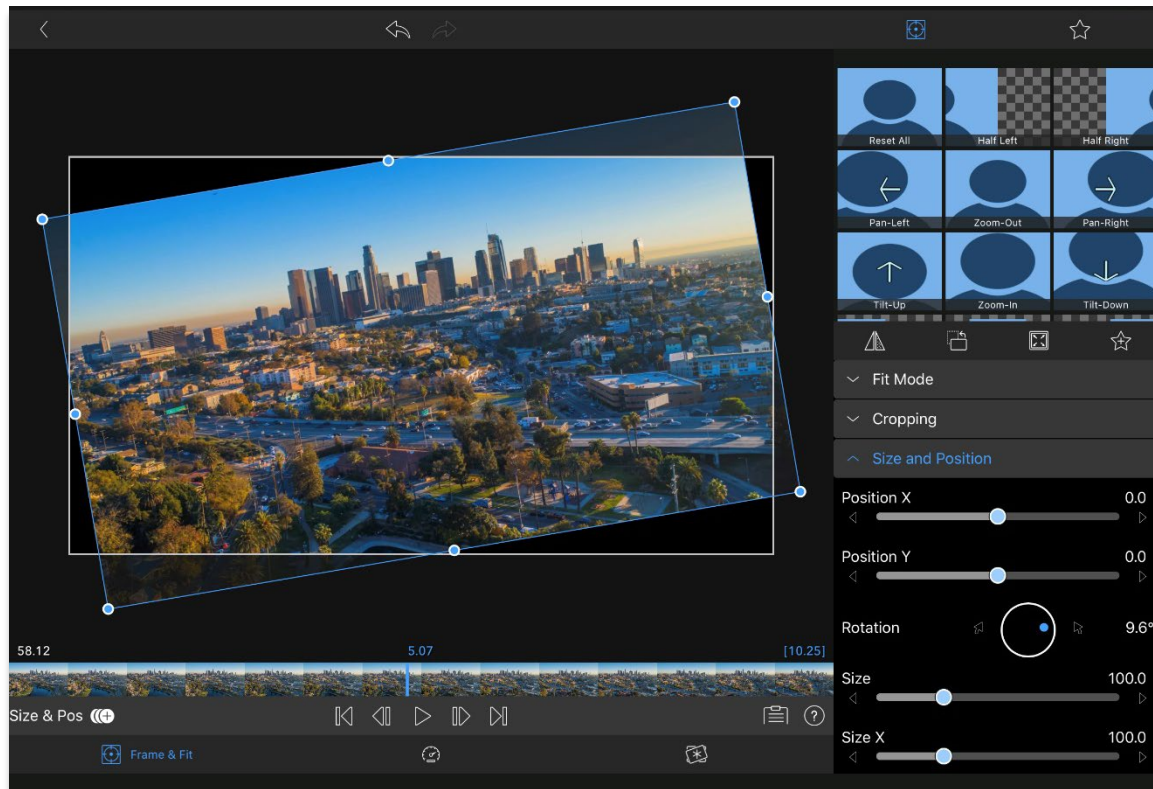 Reset All
Half Left
Half Right
Pan-Left
Zoom-Out
Pan-Right
Tilt-Up
Zoom-In
Tilt-Down
Fit Mode
Cropping
Size and Position
Position X 0.0
Position Y 0.0
Rotation 9.6°
Size 100.0
Size X 100.0
58.12 5.07 [10.25]
Size & Pos
Frame & Fit